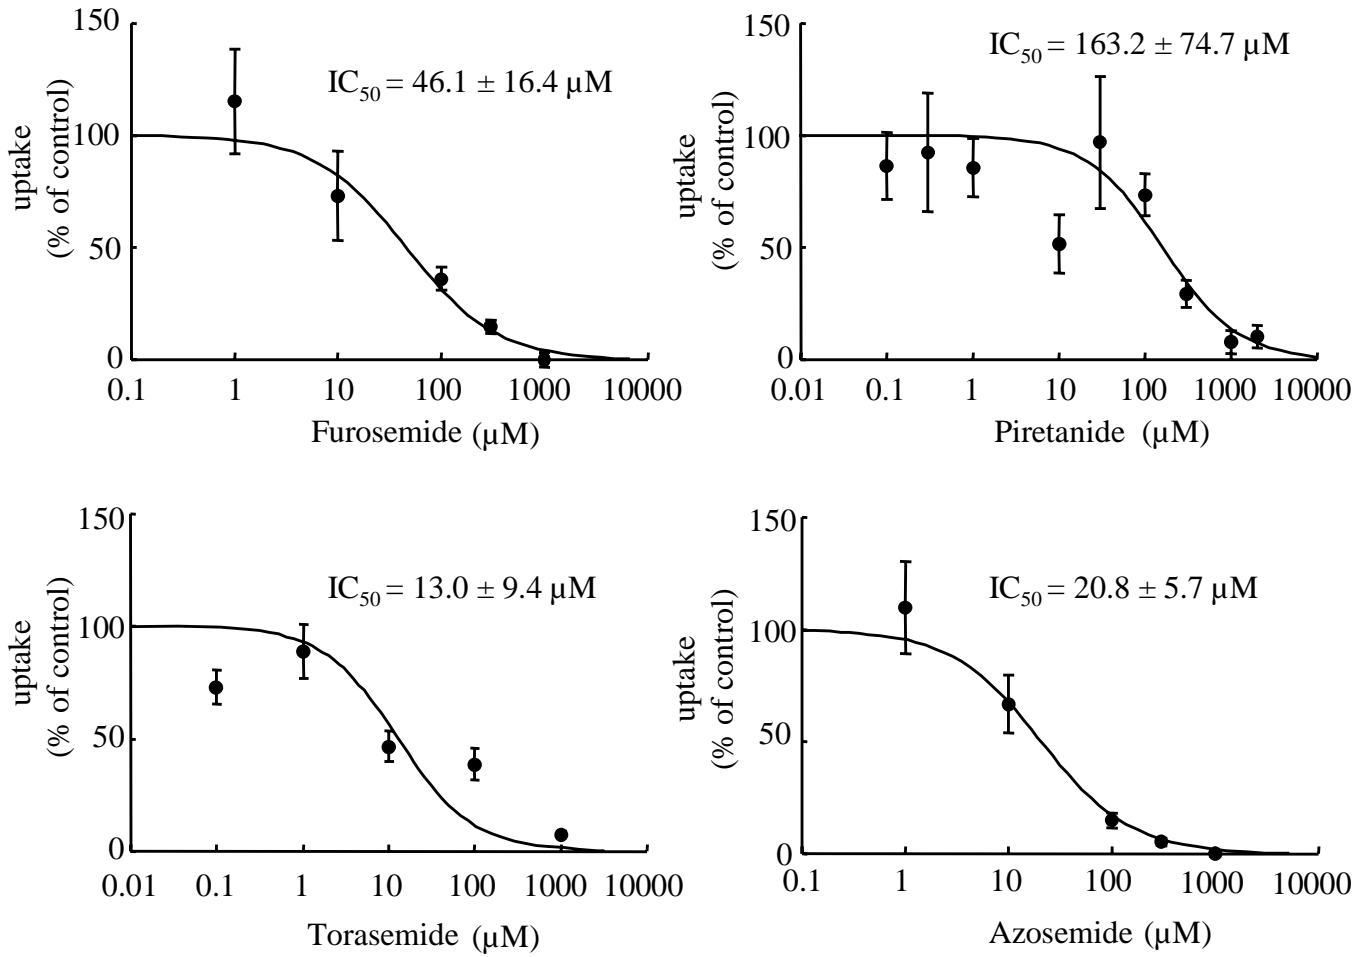 150
IC50 = 46.1 ± 16.4 µM
100
50
0
uptake
(% of control)
0.1 1 10 100 1000 10000
Furosemide (µM)
150
IC50 = 163.2 ± 74.7 µM
100
50
0
uptake
(% of control)
0.01 0.1 1 10 100 1000 10000
Piretanide (µM)
150
IC50 = 13.0 ± 9.4 µM
100
50
0
uptake
(% of control)
0.01 0.1 1 10 100 1000 10000
Torasemide (µM)
150
IC50 = 20.8 ± 5.7 µM
100
50
0
uptake
(% of control)
0.1 1 10 100 1000 10000
Azosemide (µM)